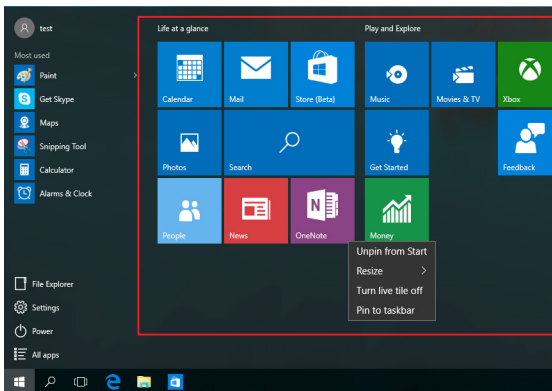 test
Most used
Paint
Get Skype
Maps
Snipping Tool
Calculator
Alarms & Clock
File Explorer
Settings
Power
All apps
Life at a glance
Play and Explore
Calendar
Mail
Store (Beta)
Music
Movies & TV
Xbox
Photos
Search
Get Started
Feedback
People
News
OneNote
Money
Unpin from Start
Resize
Turn live tile off
Pin to taskbar